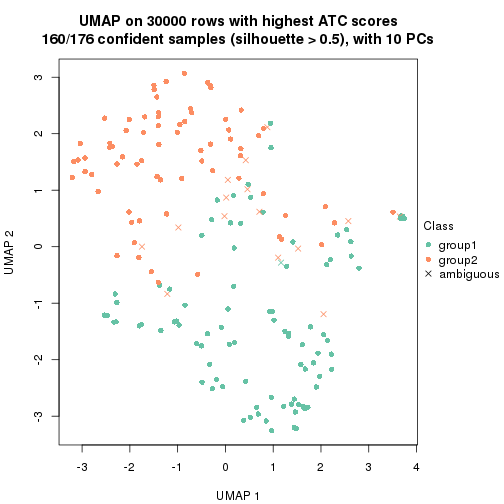 UMAP on 30000 rows with highest ATC scores
160/176 confident samples (silhouette > 0.5), with 10 PCs
3
2
1
0
-1
-2
-3
UMAP 2
-3 -2 -1 0 1 2 3 4
UMAP 1
Class
group1
group2
ambiguous